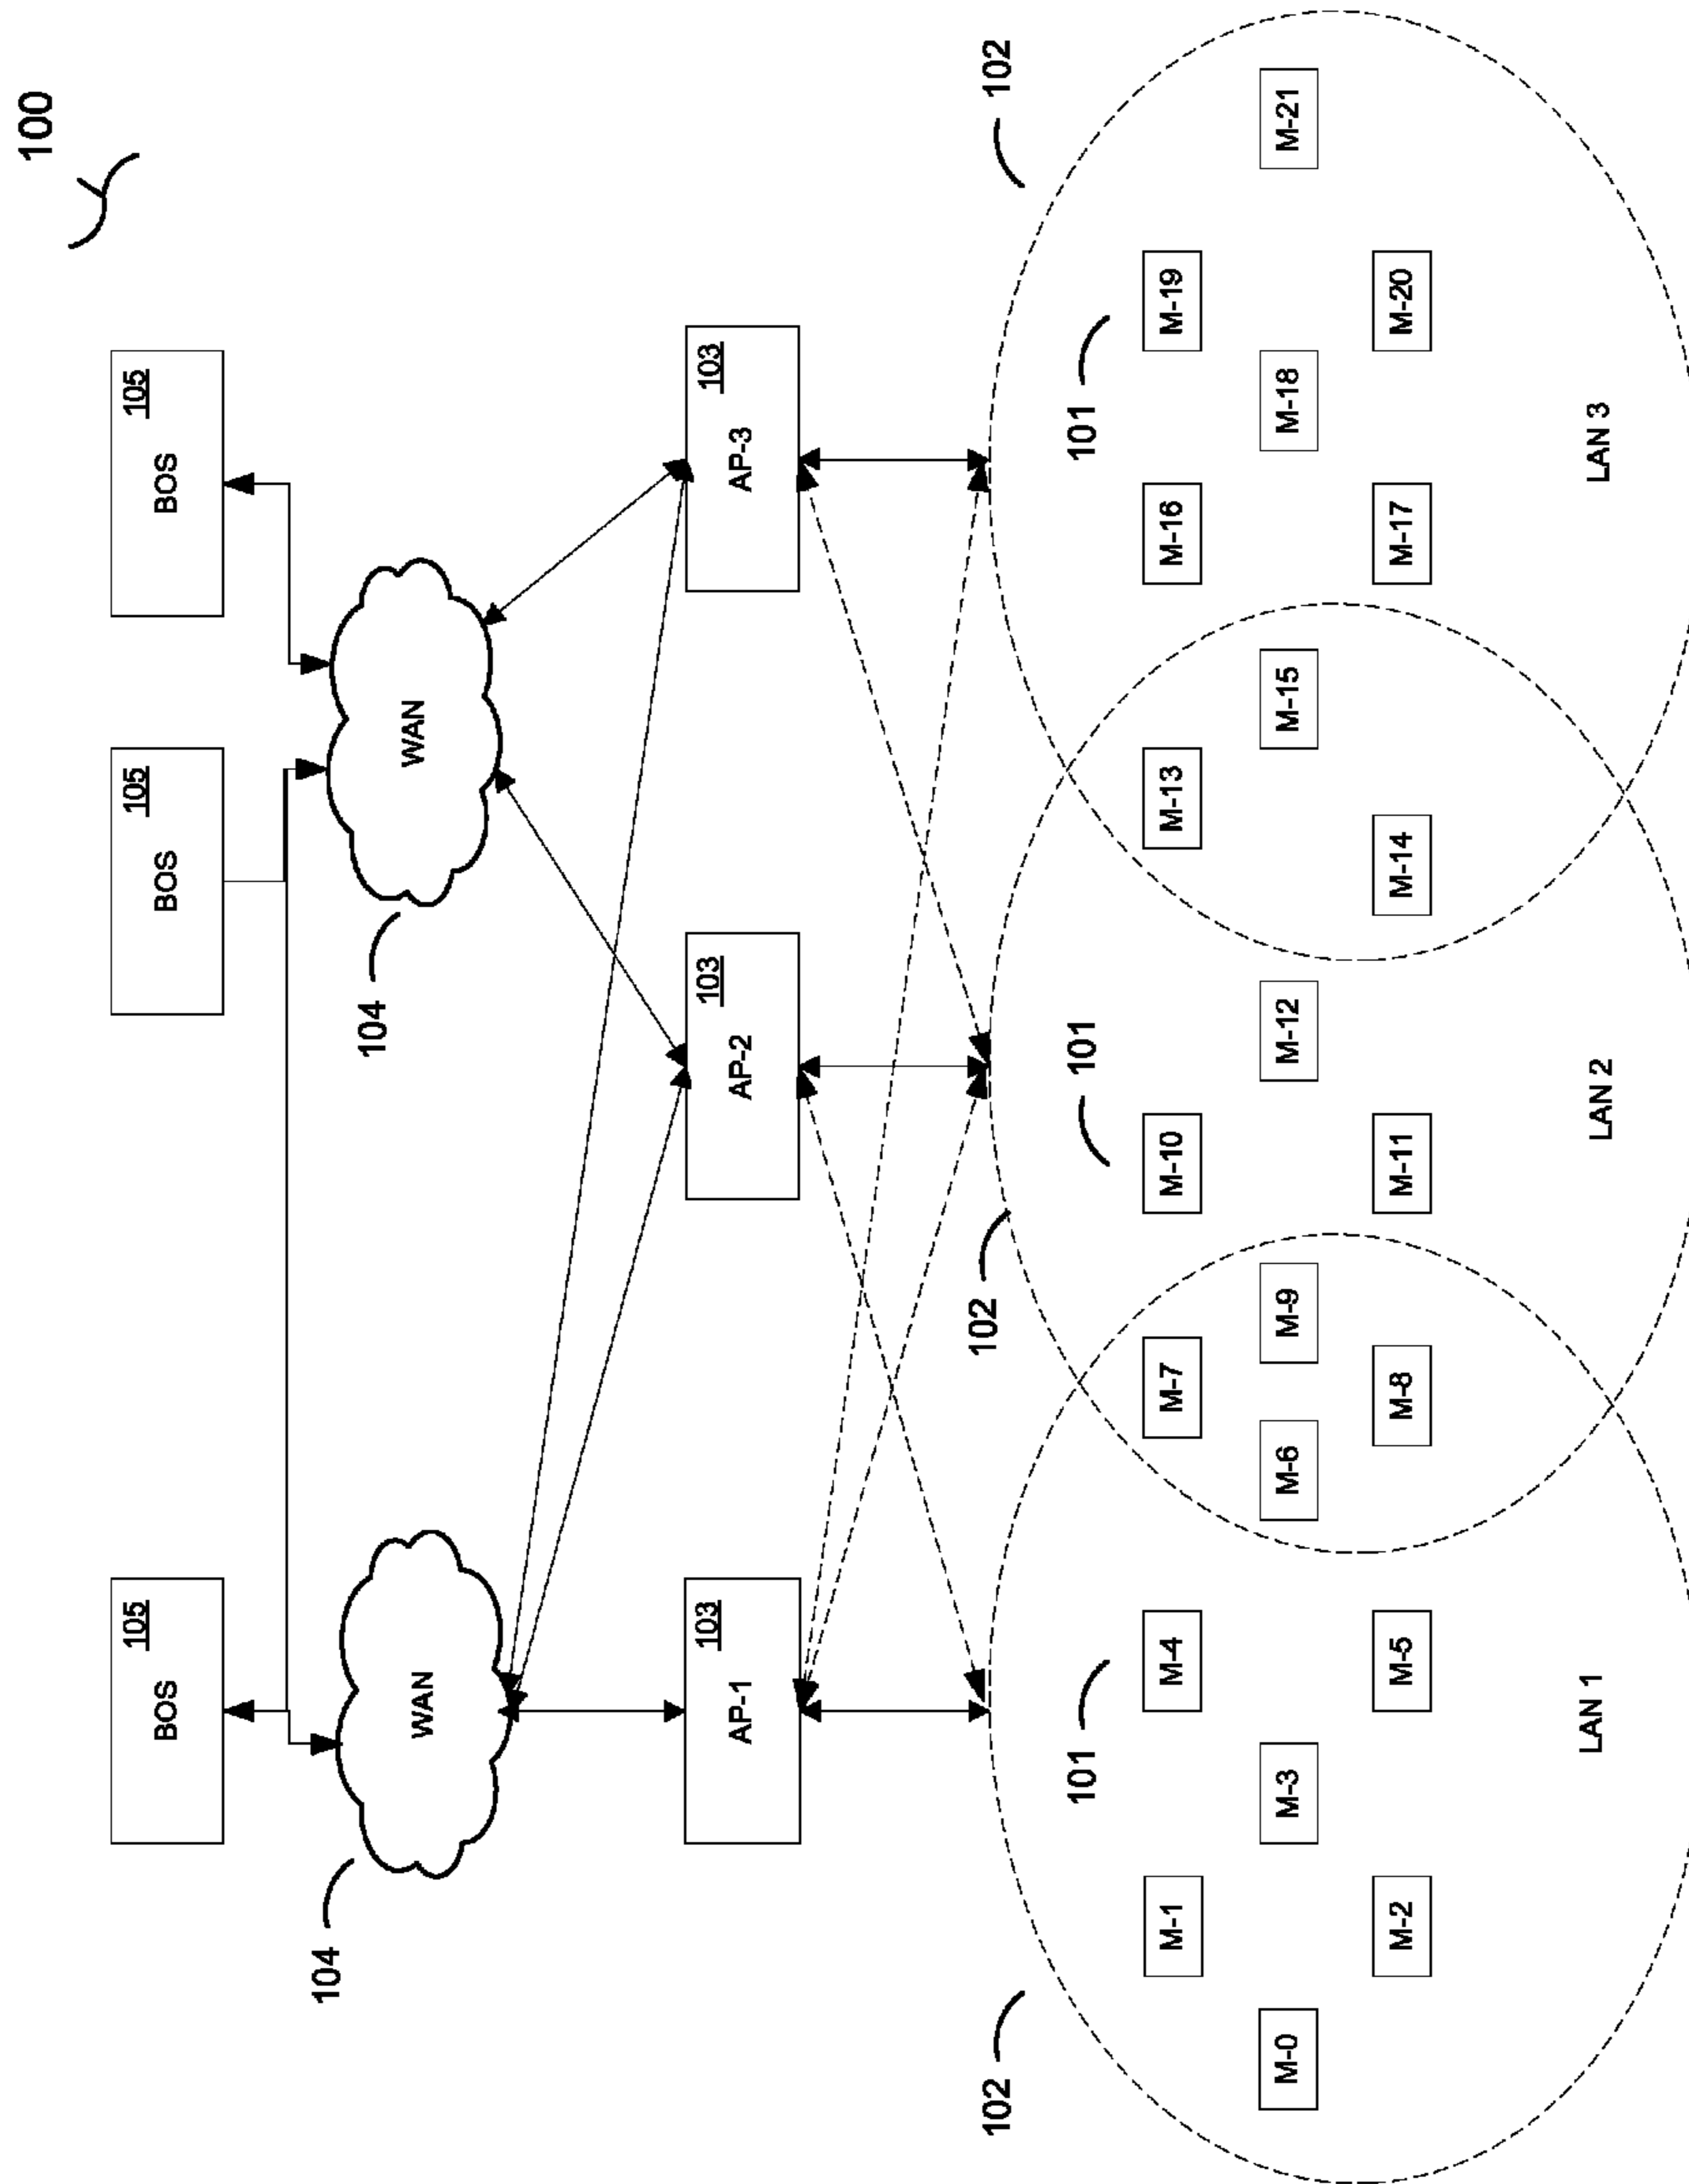 100
BOS
105
BOS
105
BOS
105
WAN
104
WAN
104
AP-1
103
AP-2
103
AP-3
103
102
102
102
101
101
101
M-1
M-4
M-7
M-10
M-13
M-16
M-19
M-0
M-3
M-6
M-9
M-12
M-15
M-18
M-21
M-2
M-5
M-8
M-11
M-14
M-17
M-20
LAN 1
LAN 2
LAN 3